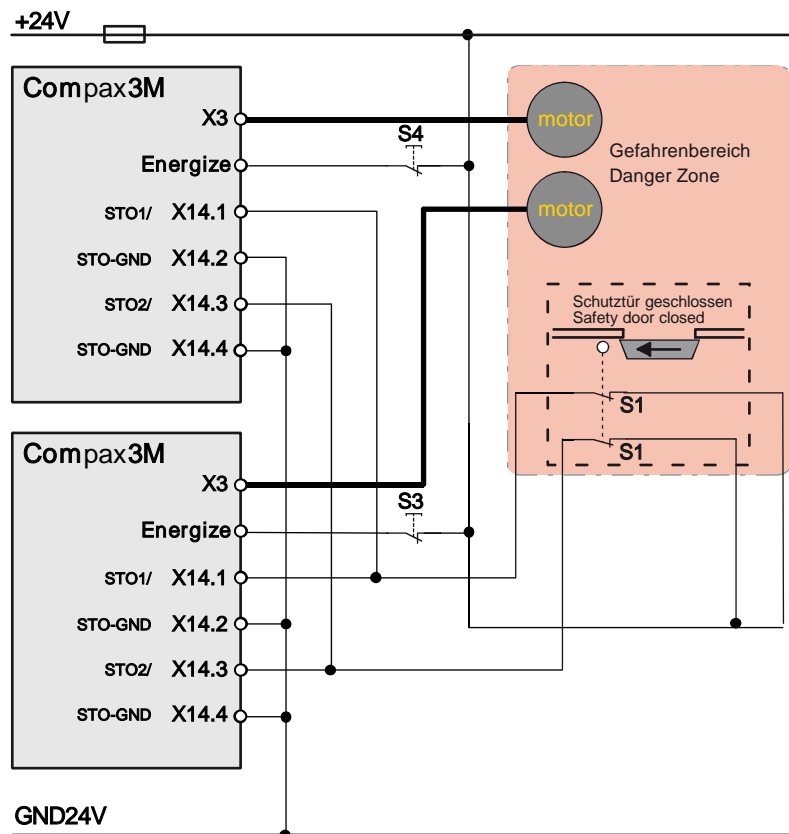 +24V
Compax3M
X3
Energize
STO1/ X14.1
STO-GND X14.2
STO2/ X14.3
STO-GND X14.4
S4
motor
motor
Gefahrenbereich
Danger Zone
Schutztür geschlossen
Safety door closed
S1
S1
Compax3M
X3
Energize
STO1/ X14.1
STO-GND X14.2
STO2/ X14.3
STO-GND X14.4
S3
GND24V